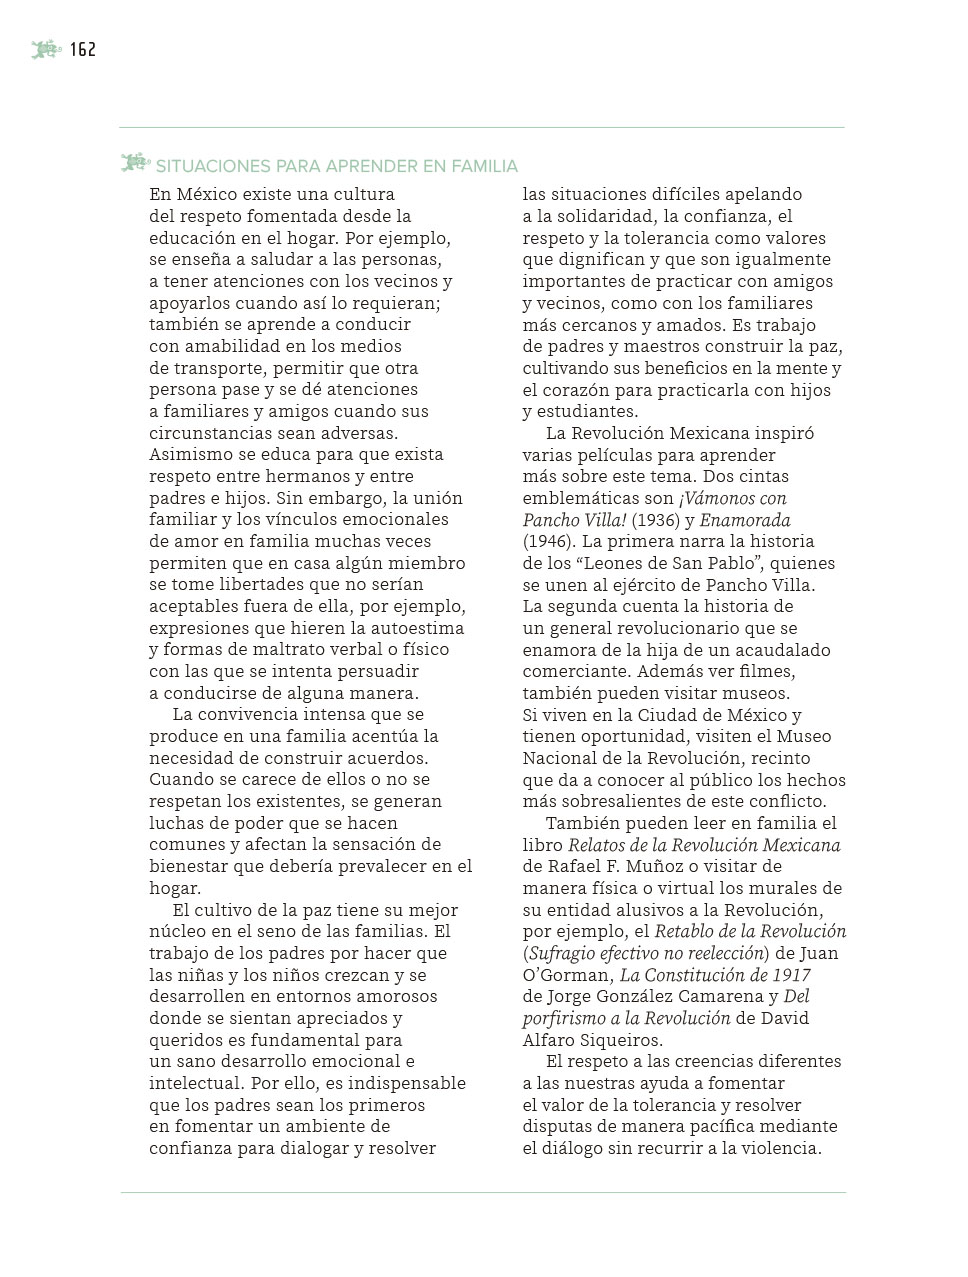 162
SITUACIONES PARA APRENDER EN FAMILIA
En México existe una cultura
del respeto fomentada desde la
educación en el hogar. Por ejemplo,
se enseña a saludar a las personas,
a tener atenciones con los vecinos y
apoyarlos cuando así lo requieran;
también se aprende a conducir
con amabilidad en los medios
de transporte, permitir que otra
persona pase y se dé atenciones
a familiares y amigos cuando sus
circunstancias sean adversas.
Asimismo se educa para que exista
respeto entre hermanos y entre
padres e hijos. Sin embargo, la unión
familiar y los vínculos emocionales
de amor en familia muchas veces
permiten que en casa algún miembro
se tome libertades que no serían
aceptables fuera de ella, por ejemplo,
expresiones que hieren la autoestima
y formas de maltrato verbal o físico
con las que se intenta persuadir
a conducirse de alguna manera.
La convivencia intensa que se
produce en una familia acentúa la
necesidad de construir acuerdos.
Cuando se carece de ellos o no se
respetan los existentes, se generan
luchas de poder que se hacen
comunes y afectan la sensación de
bienestar que debería prevalecer en el
hogar.
El cultivo de la paz tiene su mejor
núcleo en el seno de las familias. El
trabajo de los padres por hacer que
las niñas y los niños crezcan y se
desarrollen en entornos amorosos
donde se sientan apreciados y
queridos es fundamental para
un sano desarrollo emocional e
intelectual. Por ello, es indispensable
que los padres sean los primeros
en fomentar un ambiente de
confianza para dialogar y resolver
las situaciones difíciles apelando
a la solidaridad, la confianza, el
respeto y la tolerancia como valores
que dignifican y que son igualmente
importantes de practicar con amigos
y vecinos, como con los familiares
más cercanos y amados. Es trabajo
de padres y maestros construir la paz,
cultivando sus beneficios en la mente y
el corazón para practicarla con hijos
y estudiantes.
La Revolución Mexicana inspiró
varias películas para aprender
más sobre este tema. Dos cintas
emblemáticas son ¡Vámonos con
Pancho Villa! (1936) y Enamorada
(1946). La primera narra la historia
de los “Leones de San Pablo”, quienes
se unen al ejército de Pancho Villa.
La segunda cuenta la historia de
un general revolucionario que se
enamora de la hija de un acaudalado
comerciante. Además ver filmes,
también pueden visitar museos.
Si viven en la Ciudad de México y
tienen oportunidad, visiten el Museo
Nacional de la Revolución, recinto
que da a conocer al público los hechos
más sobresalientes de este conflicto.
También pueden leer en familia el
libro Relatos de la Revolución Mexicana
de Rafael F. Muñoz o visitar de
manera física o virtual los murales de
su entidad alusivos a la Revolución,
por ejemplo, el Retablo de la Revolución
(Sufragio efectivo no reelección) de Juan
O’Gorman, La Constitución de 1917
de Jorge González Camarena y Del
porfirismo a la Revolución de David
Alfaro Siqueiros.
El respeto a las creencias diferentes
a las nuestras ayuda a fomentar
el valor de la tolerancia y resolver
disputas de manera pacífica mediante
el diálogo sin recurrir a la violencia.